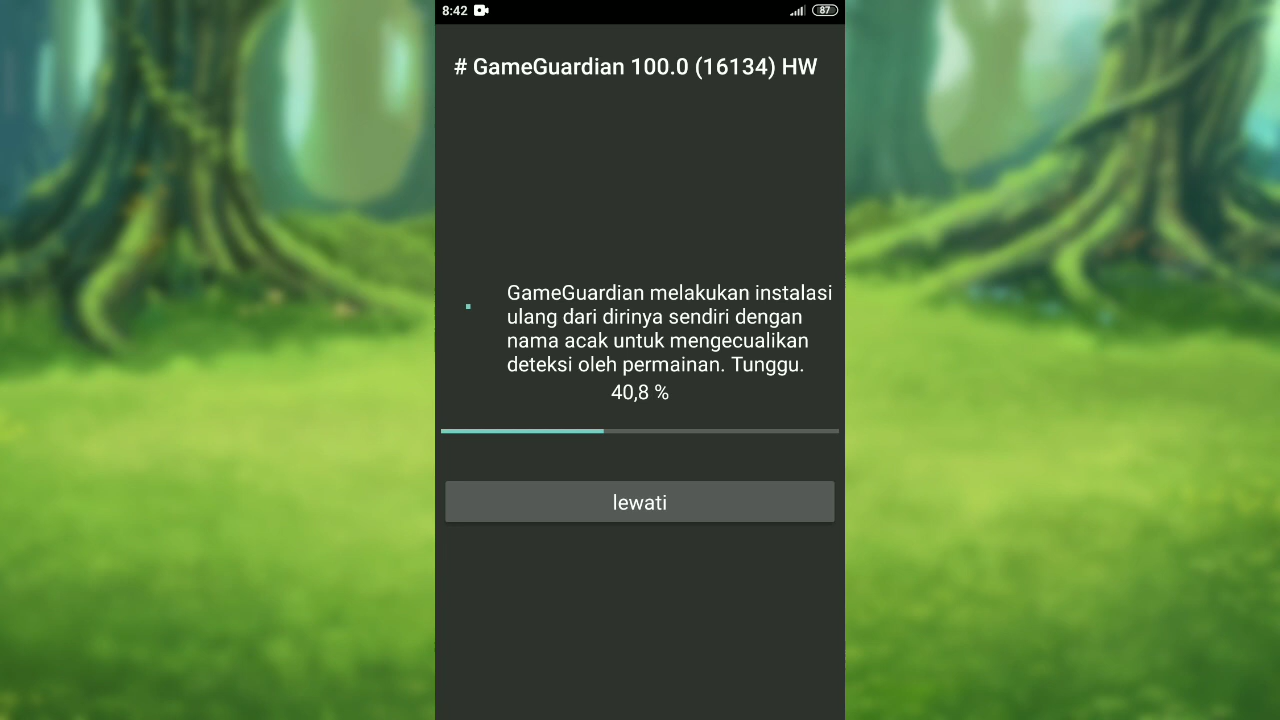 8:42
87
# GameGuardian 100.0 (16134) HW
GameGuardian melakukan instalasi
ulang dari dirinya sendiri dengan
nama acak untuk mengecualikan
deteksi oleh permainan. Tunggu.
40,8 %
lewati